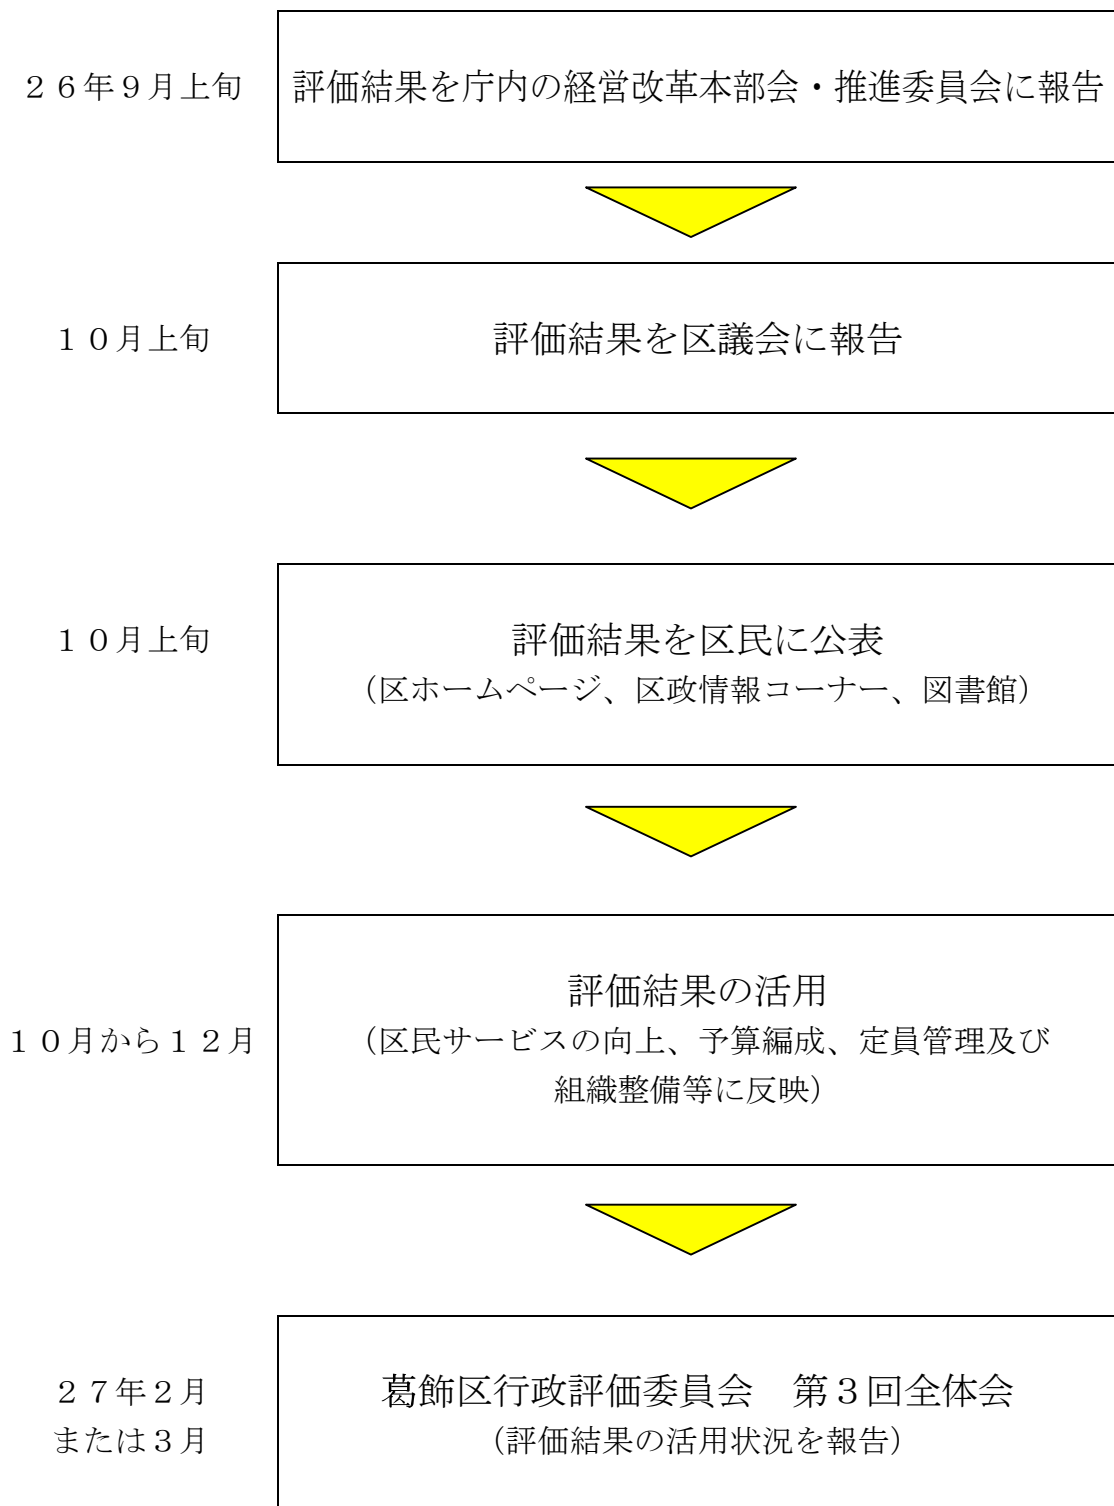 ２６年９月上旬
評価結果を庁内の経営改革本部会・推進委員会に報告
１０月上旬
評価結果を区議会に報告
１０月上旬
評価結果を区民に公表
（区ホームページ、区政情報コーナー、図書館）
１０月から１２月
評価結果の活用
（区民サービスの向上、予算編成、定員管理及び
組織整備等に反映）
２７年２月
または３月
葛飾区行政評価委員会　第３回全体会
（評価結果の活用状況を報告）